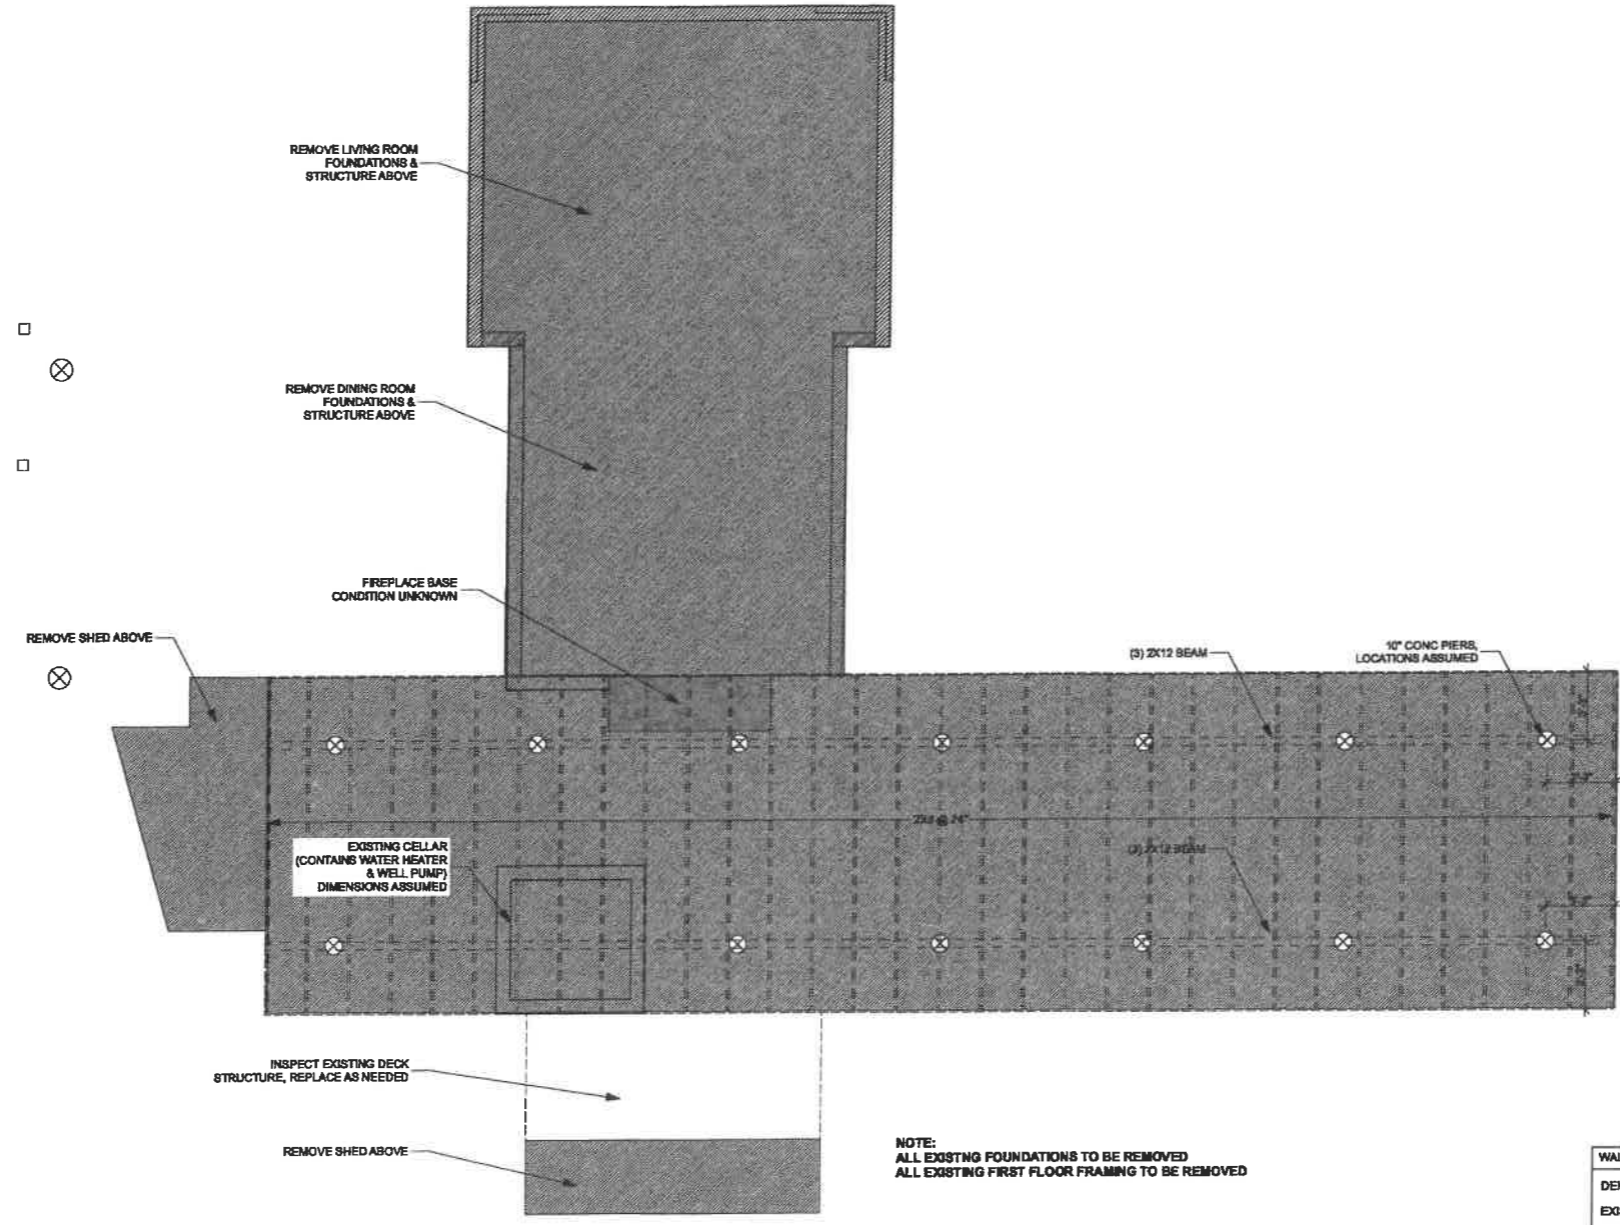 REMOVE LIVING ROOM
FOUNDATIONS &
STRUCTURE ABOVE
REMOVE DINING ROOM
FOUNDATIONS &
STRUCTURE ABOVE
FIREPLACE BASE
CONDITION UNKNOWN
REMOVE SHED ABOVE
(3) 2X12 BEAM
10" CONC PIERS,
LOCATIONS ASSUMED
EXISTING CELLAR
(CONTAINS WATER HEATER
& WELL PUMP)
DIMENSIONS ASSUMED
(3) 2X12 BEAM
INSPECT EXISTING DECK
STRUCTURE, REPLACE AS NEEDED
REMOVE SHED ABOVE
NOTE:
ALL EXISTNG FOUNDATIONS TO BE REMOVED
ALL EXISTING FIRST FLOOR FRAMING TO BE REMOVED